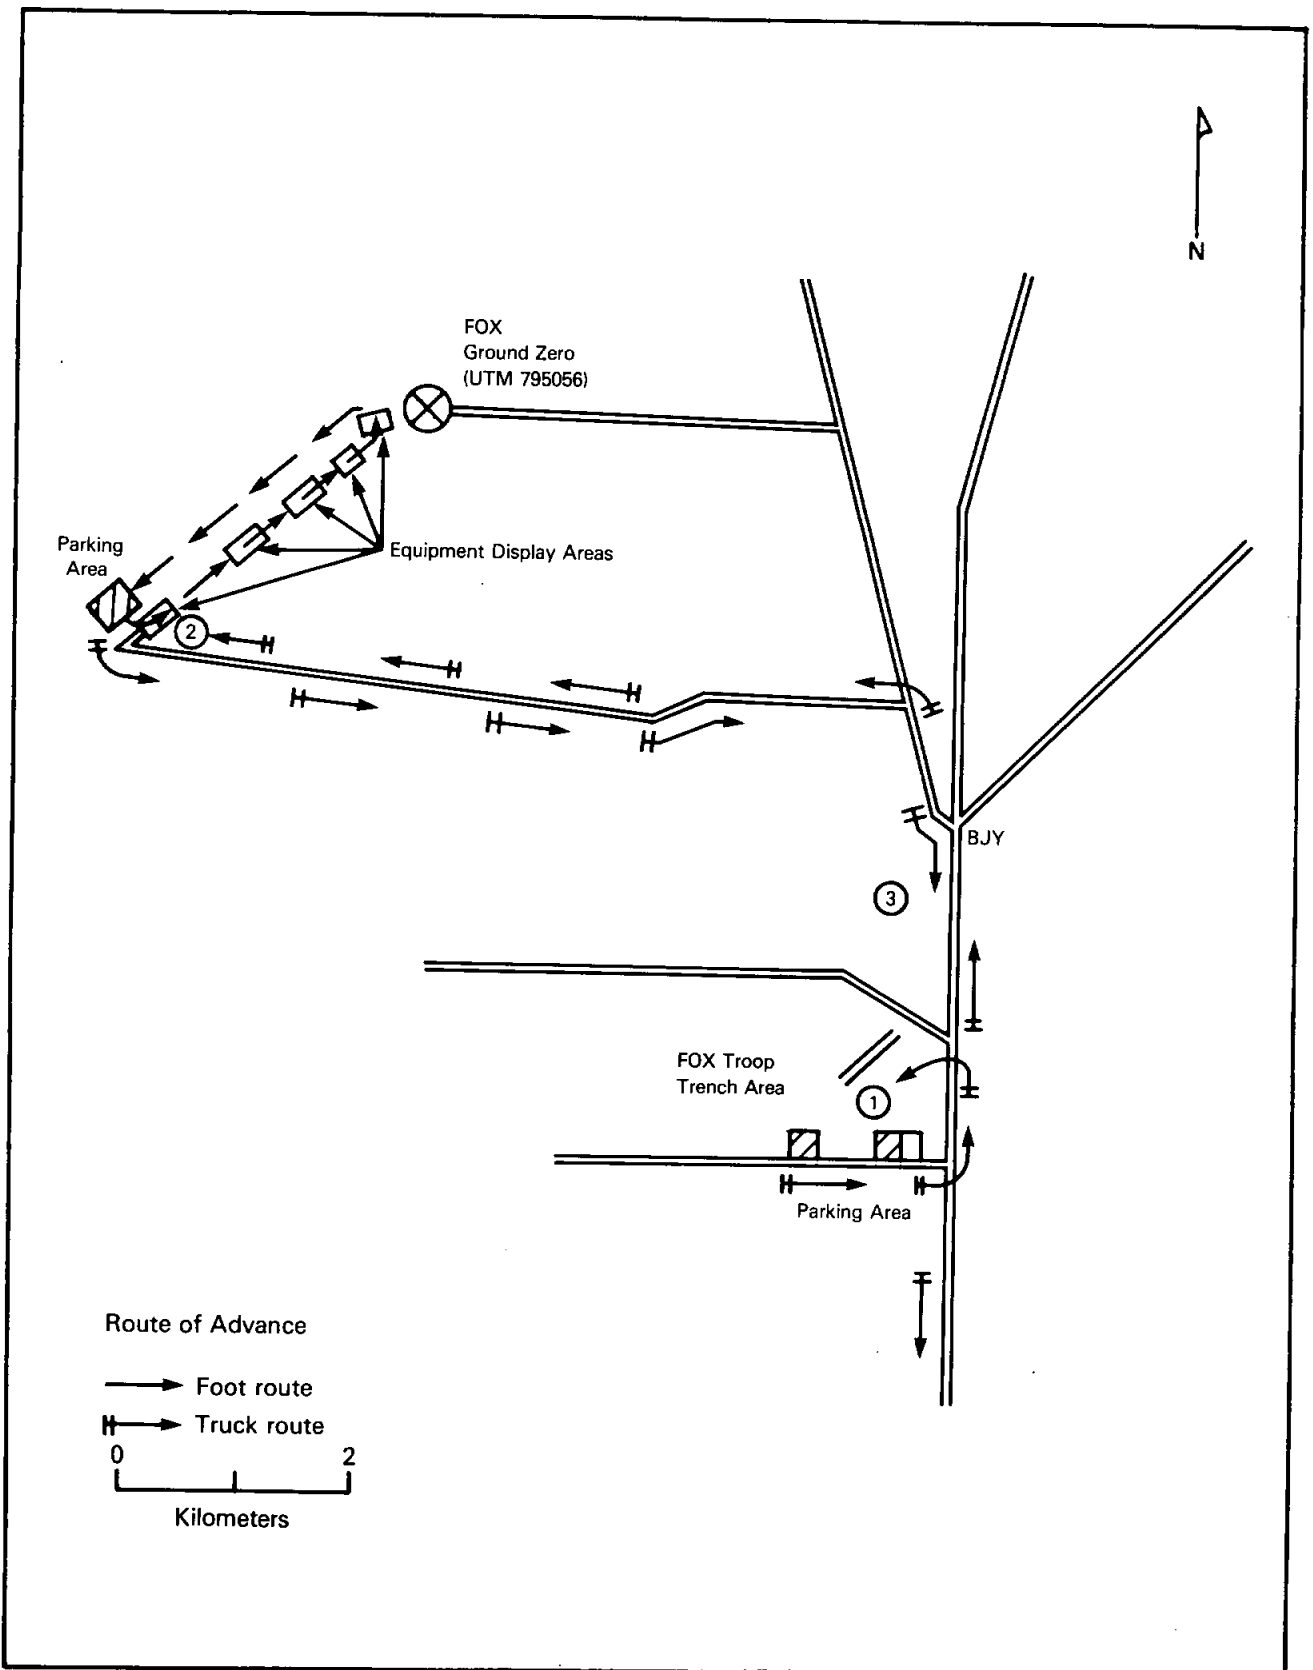 N
FOX
Ground Zero
(UTM 795056)
Parking
Area
Equipment Display Areas
2
BJY
3
FOX Troop
Trench Area
1
Parking Area
Route of Advance
Foot route
Truck route
0 2
Kilometers